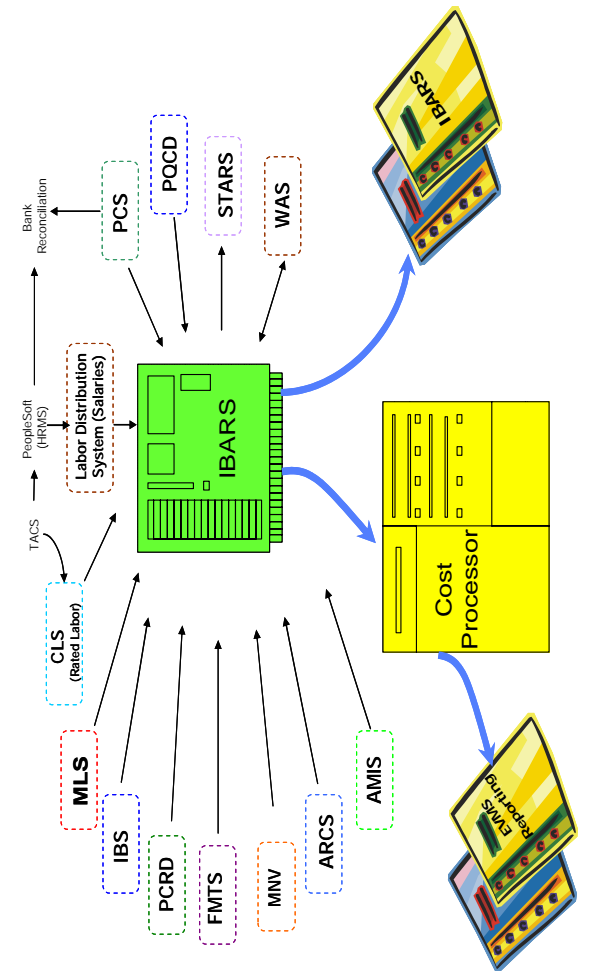 TACS
PeopleSoft
(HRMS)
Bank
Reconciliation
CLS
(Rated Labor)
Labor Distribution
System (Salaries)
PCS
PQCD
STARS
WAS
MLS
IBS
PCRD
FMTS
MNV
ARCS
AMIS
IBARS
Cost
Processor
EVMS
Reporting
IBARS